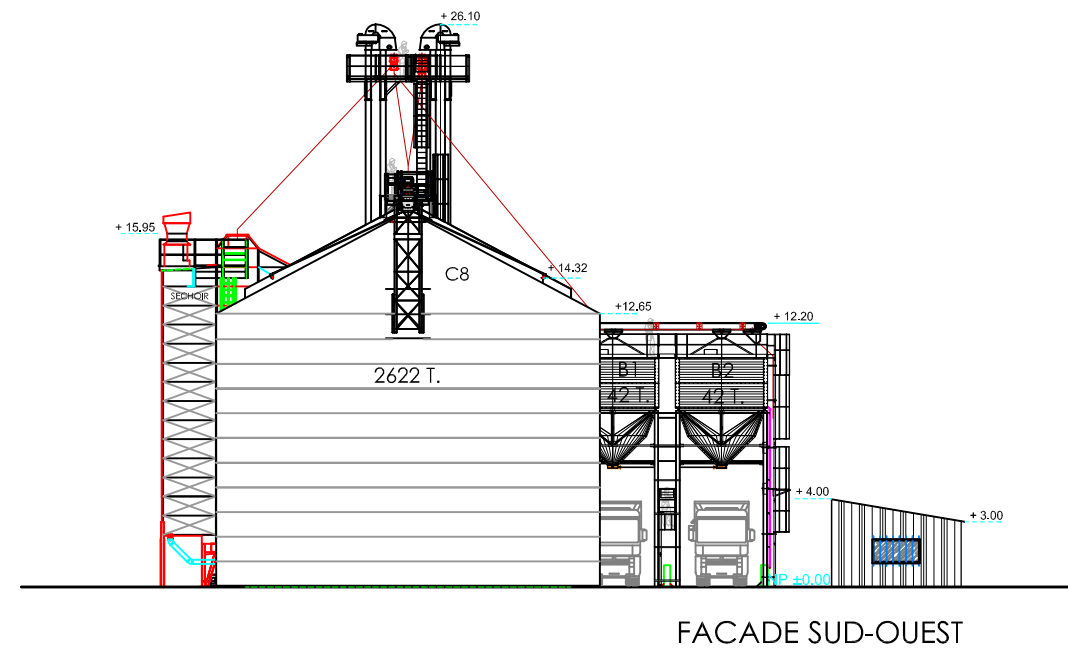 + 26.10
+ 15.95
+ 14.32
C8
SECHOIR
+12.65
+ 12.20
B1
B2
2622 T.
42 T.
42 T.
+ 4.00
+ 3.00
NP ±0.00
FACADE SUD-OUEST